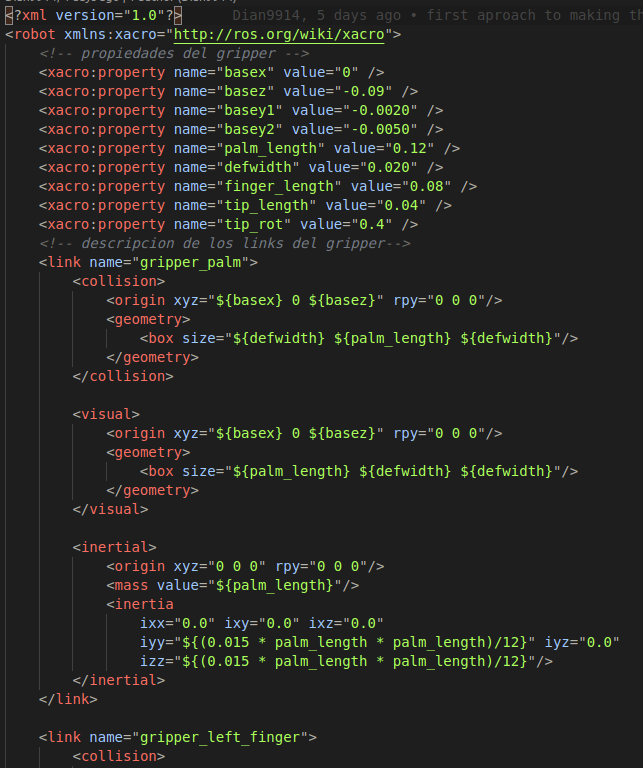 <?xml version="1.0"?> Dian9914, 5 days ago • first aproach to making th
<robot xmlns:xacro="http://ros.org/wiki/xacro">
<!-- propiedades del gripper -->
<xacro:property name="basex" value="0" />
<xacro:property name="basez" value="-0.09" />
<xacro:property name="basey1" value="-0.0020" />
<xacro:property name="basey2" value="-0.0050" />
<xacro:property name="palm_length" value="0.12" />
<xacro:property name="defwidth" value="0.020" />
<xacro:property name="finger_length" value="0.08" />
<xacro:property name="tip_length" value="0.04" />
<xacro:property name="tip_rot" value="0.4" />
<!-- descripcion de los links del gripper-->
<link name="gripper_palm">
<collision>
<origin xyz="${basex} 0 ${basez}" rpy="0 0 0"/>
<geometry>
<box size="${defwidth} ${palm_length} ${defwidth}"/>
</geometry>
</collision>
<visual>
<origin xyz="${basex} 0 ${basez}" rpy="0 0 0"/>
<geometry>
<box size="${palm_length} ${defwidth} ${defwidth}"/>
</geometry>
</visual>
<inertial>
<origin xyz="0 0 0" rpy="0 0 0"/>
<mass value="${palm_length}"/>
<inertia
ixx="0.0" ixy="0.0" ixz="0.0"
iyy="${(0.015 * palm_length * palm_length)/12}" iyz="0.0"
izz="${(0.015 * palm_length * palm_length)/12}"/>
</inertial>
</link>
<link name="gripper_left_finger">
<collision>